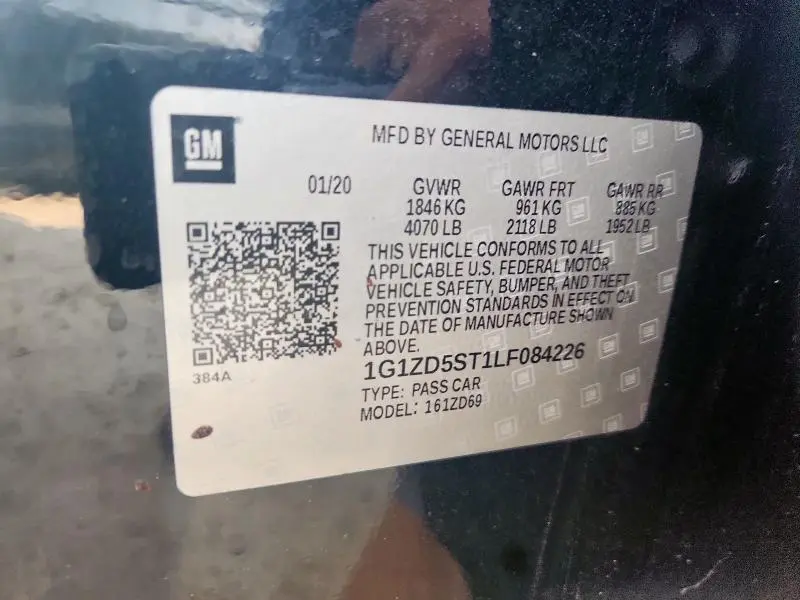 GM
MFD BY GENERAL MOTORS LLC
01/20 GVWR GAWR FRT GAWR RR
1846 KG 961 KG 885 KG
4070 LB 2118 LB 1952 LB
THIS VEHICLE CONFORMS TO ALL
APPLICABLE U.S. FEDERAL MOTOR
VEHICLE SAFETY, BUMPER, AND THEFT
PREVENTION STANDARDS IN EFFECT ON
THE DATE OF MANUFACTURE SHOWN
ABOVE.
384A
1G1ZD5ST1LF084226
TYPE: PASS CAR
MODEL: 161ZD69